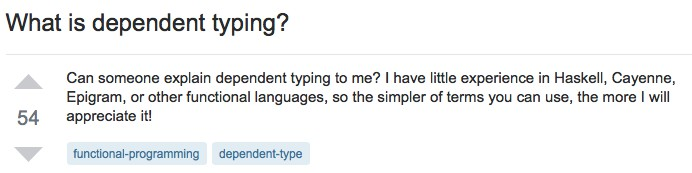 What is dependent typing?
Can someone explain dependent typing to me? I have little experience in Haskell, Cayenne,
Epigram, or other functional languages, so the simpler of terms you can use, the more I will
appreciate it!
54
functional-programming dependent-type